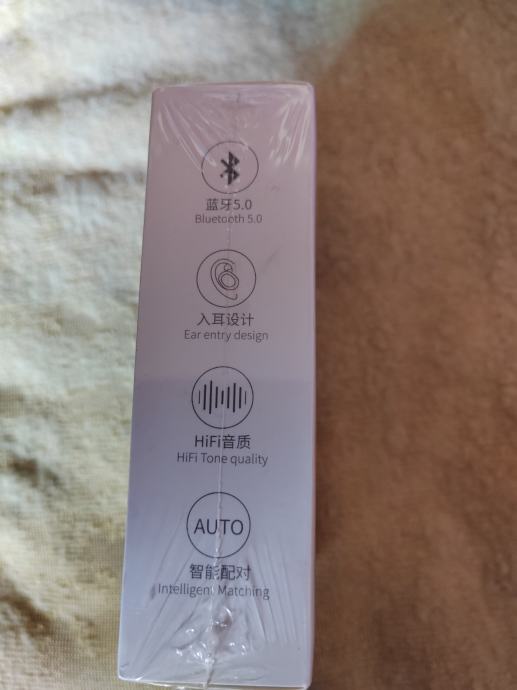 蓝牙5.0
Bluetooth 5.0
入耳设计
Ear entry design
HiFi音质
HiFi Tone quality
AUTO
智能配对
Intelligent Matching